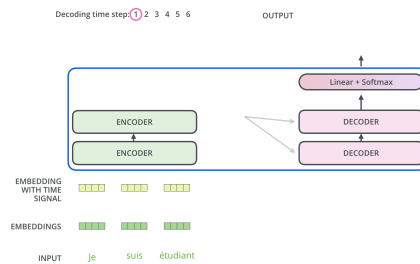 Decoding time step: 1 2 3 4 5 6
OUTPUT
Linear + Softmax
ENCODER
DECODER
ENCODER
DECODER
EMBEDDING
WITH TIME
SIGNAL
EMBEDDINGS
INPUT
Je suis étudiant